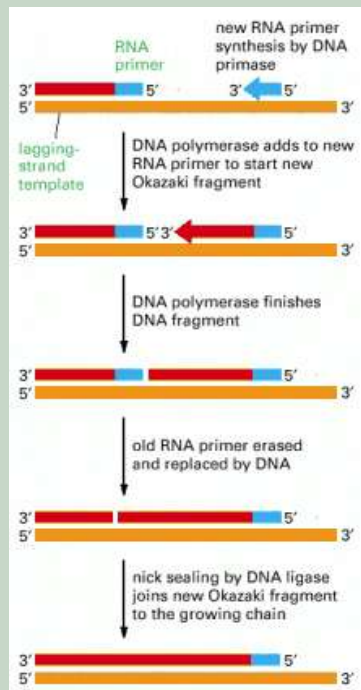 RNA primer
new RNA primer
synthesis by DNA
primase
3′ 5′ 3′ 5′
5′ 3′
lagging-
strand
template
DNA polymerase adds to new
RNA primer to start new
Okazaki fragment
3′ 5′ 3′ 5′
5′ 3′
DNA polymerase finishes
DNA fragment
3′ 5′
5′ 3′
old RNA primer erased
and replaced by DNA
3′ 5′
5′ 3′
nick sealing by DNA ligase
joins new Okazaki fragment
to the growing chain
3′ 5′
5′ 3′